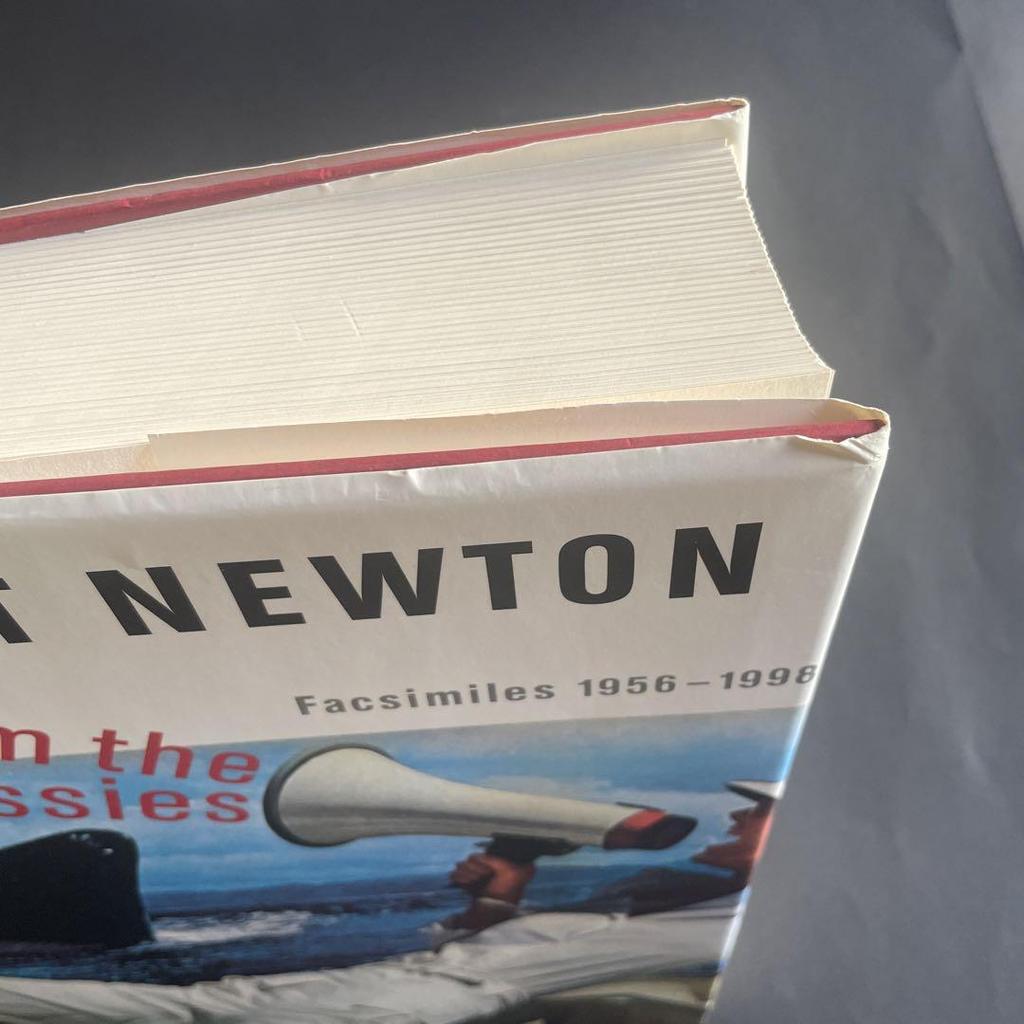 T NEWTON
Facsimiles 1956–1998
m the
ssies